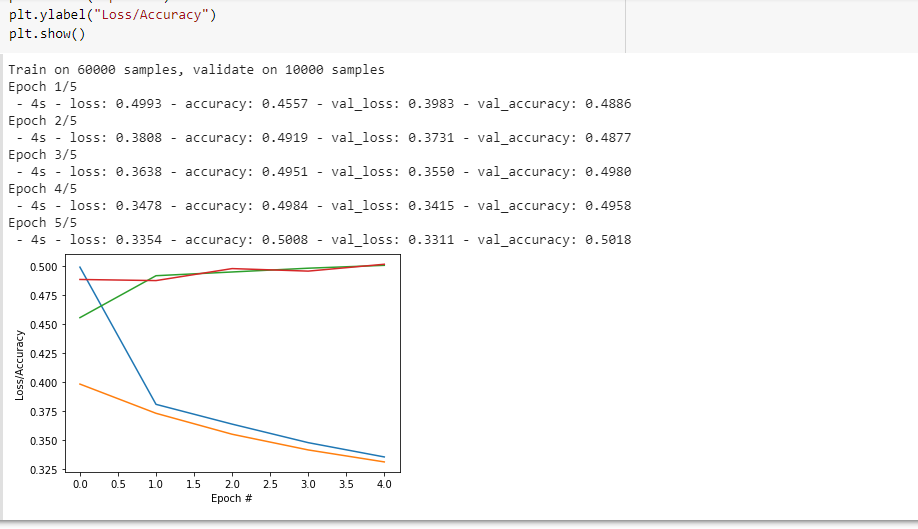 plt.ylabel("Loss/Accuracy")
plt.show()
Train on 60000 samples, validate on 10000 samples
Epoch 1/5
 - 4s - loss: 0.4993 - accuracy: 0.4557 - val_loss: 0.3983 - val_accuracy: 0.4886
Epoch 2/5
 - 4s - loss: 0.3808 - accuracy: 0.4919 - val_loss: 0.3731 - val_accuracy: 0.4877
Epoch 3/5
 - 4s - loss: 0.3638 - accuracy: 0.4951 - val_loss: 0.3550 - val_accuracy: 0.4980
Epoch 4/5
 - 4s - loss: 0.3478 - accuracy: 0.4984 - val_loss: 0.3415 - val_accuracy: 0.4958
Epoch 5/5
 - 4s - loss: 0.3354 - accuracy: 0.5008 - val_loss: 0.3311 - val_accuracy: 0.5018
0.500
0.475
0.450
0.425
0.400
0.375
0.350
0.325
Loss/Accuracy
0.0 0.5 1.0 1.5 2.0 2.5 3.0 3.5 4.0
Epoch #